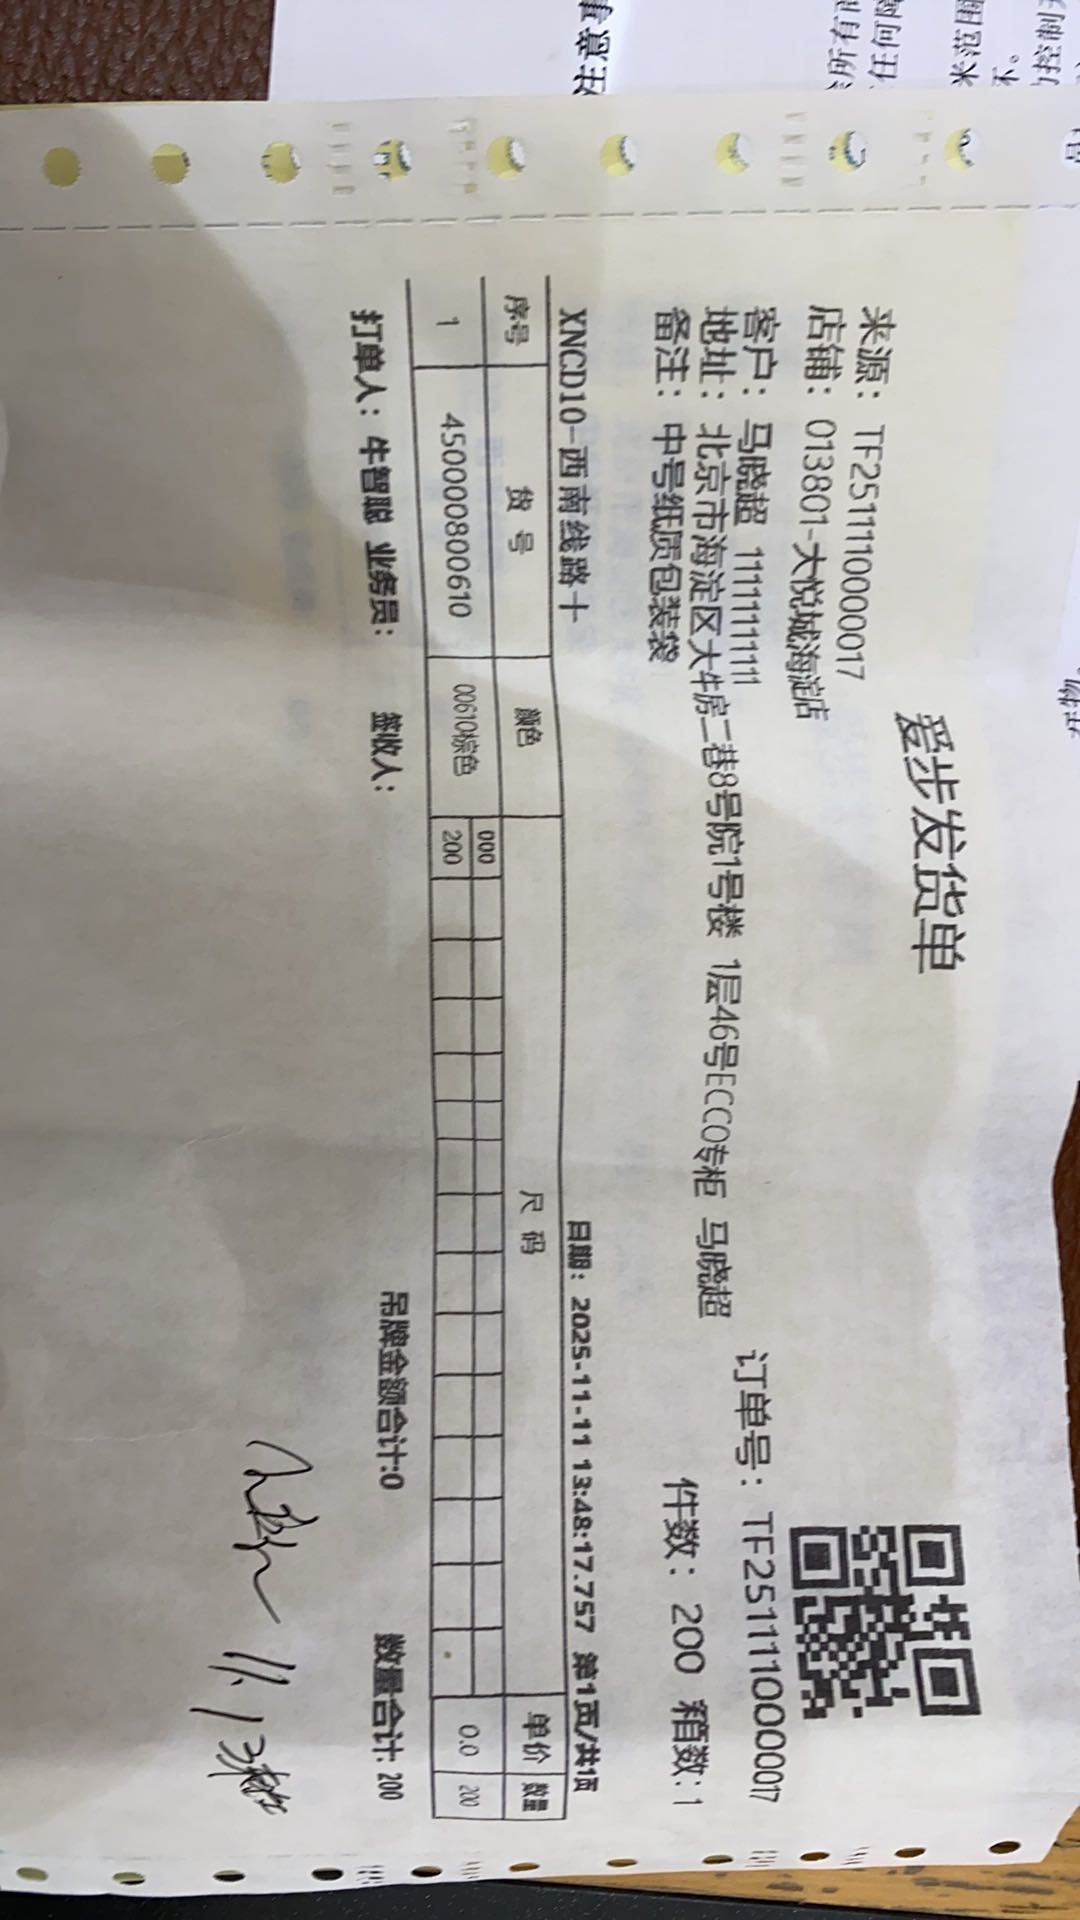 爱步发货单
来源：TF251111000017
店铺：013801-大悦城海淀店
订单号：TF251111000017
客户：马晓超 11111111111
地址：北京市海淀区大牛房二巷8号院1号楼 1层46号ECCO专柜 马晓超
备注：中号纸质包装袋
件数：200 箱数：1
XNCD10-西南线路十
日期：2025-11-11 13:48:17.757 第1页/共1页
序号 货号 颜色 尺码 单价 数量
000
1 450000800610 00610棕色 200 0.0 200
打单人：牛智聪 业务员： 签收人： 吊牌金额合计:0 数量合计: 200
11.13
事意注